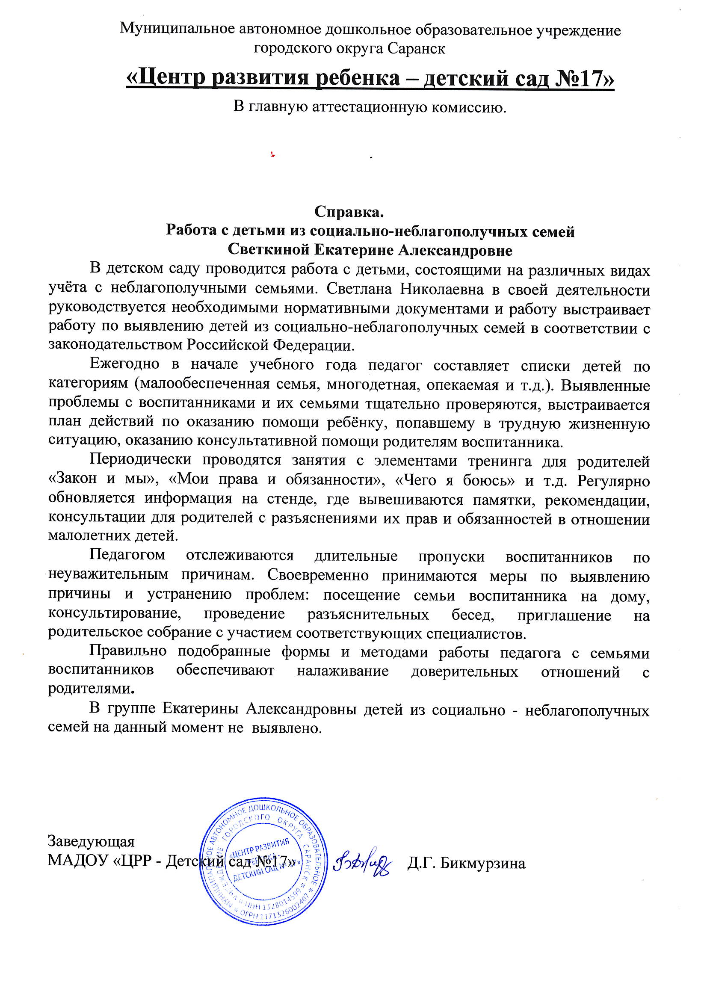 Муниципальное автономное дошкольное образовательное учреждение
городского округа Саранск
«Центр развития ребенка – детский сад №17»
В главную аттестационную комиссию.
Справка.
Работа с детьми из социально-неблагополучных семей
Светкиной Екатерине Александровне
В детском саду проводится работа с детьми, состоящими на различных видах
учёта с неблагополучными семьями. Светлана Николаевна в своей деятельности
руководствуется необходимыми нормативными документами и работу выстраивает
работу по выявлению детей из социально-неблагополучных семей в соответствии с
законодательством Российской Федерации.
Ежегодно в начале учебного года педагог составляет списки детей по
категориям (малообеспеченная семья, многодетная, опекаемая и т.д.). Выявленные
проблемы с воспитанниками и их семьями тщательно проверяются, выстраивается
план действий по оказанию помощи ребёнку, попавшему в трудную жизненную
ситуацию, оказанию консультативной помощи родителям воспитанника.
Периодически проводятся занятия с элементами тренинга для родителей
«Закон и мы», «Мои права и обязанности», «Чего я боюсь» и т.д. Регулярно
обновляется информация на стенде, где вывешиваются памятки, рекомендации,
консультации для родителей с разъяснениями их прав и обязанностей в отношении
малолетних детей.
Педагогом отслеживаются длительные пропуски воспитанников по
неуважительным причинам. Своевременно принимаются меры по выявлению
причины и устранению проблем: посещение семьи воспитанника на дому,
консультирование, проведение разъяснительных бесед, приглашение на
родительское собрание с участием соответствующих специалистов.
Правильно подобранные формы и методами работы педагога с семьями
воспитанников обеспечивают налаживание доверительных отношений с
родителями.
В группе Екатерины Александровны детей из социально - неблагополучных
семей на данный момент не выявлено.
Заведующая
МАДОУ «ЦРР - Детский сад №17» Д.Г. Бикмурзина
МУНИЦИПАЛЬНОЕ АВТОНОМНОЕ ДОШКОЛЬНОЕ ОБРАЗОВАТЕЛЬНОЕ * ОГРН 1171326002407 *
УЧРЕЖДЕНИЕ ГОРОДСКОГО ОКРУГА САРАНСК * ИНН 1328014599 *
«ЦЕНТР РАЗВИТИЯ
РЕБЕНКА -
ДЕТСКИЙ САД №17»